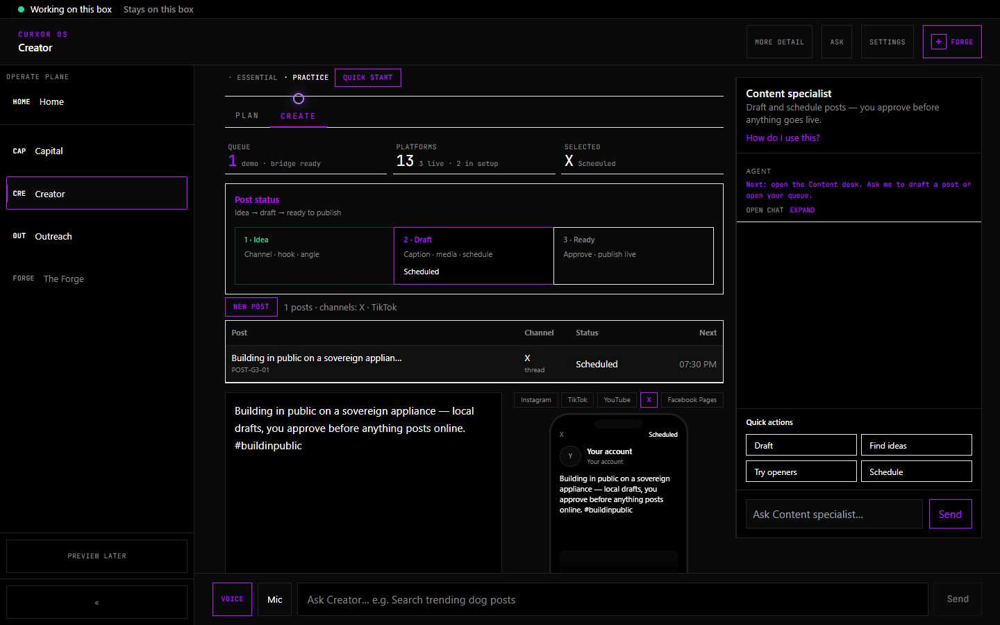 Working on this box Stays on this box
CURXOR OS
Creator
MORE DETAIL
ASK
SETTINGS
+ FORGE
OPERATE PLANE
HOME Home
CAP Capital
CRE Creator
OUT Outreach
FORGE The Forge
PREVIEW LATER
«
· ESSENTIAL · PRACTICE QUICK START
PLAN CREATE
QUEUE
1 demo · bridge ready
PLATFORMS
13 3 live · 2 in setup
SELECTED
X Scheduled
Post status
Idea → draft → ready to publish
1 · Idea
Channel · hook · angle
2 · Draft
Caption · media · schedule
Scheduled
3 · Ready
Approve · publish live
NEW POST 1 posts · channels: X · TikTok
Post Channel Status Next
Building in public on a sovereign applian... X Scheduled 07:30 PM
POST-G3-01 thread
Building in public on a sovereign appliance — local
drafts, you approve before anything posts online.
#buildinpublic
Instagram TikTok YouTube X Facebook Pages
X Scheduled
Y
Your account
Your account
Building in public on a sovereign
appliance — local drafts, you
approve before anything posts
online. #buildinpublic
Content specialist
Draft and schedule posts — you approve before
anything goes live.
How do I use this?
AGENT
Next: open the Content desk. Ask me to draft a post or
open your queue.
OPEN CHAT EXPAND
Quick actions
Draft Find ideas
Try openers Schedule
Ask Content specialist... Send
VOICE Mic Ask Creator... e.g. Search trending dog posts Send